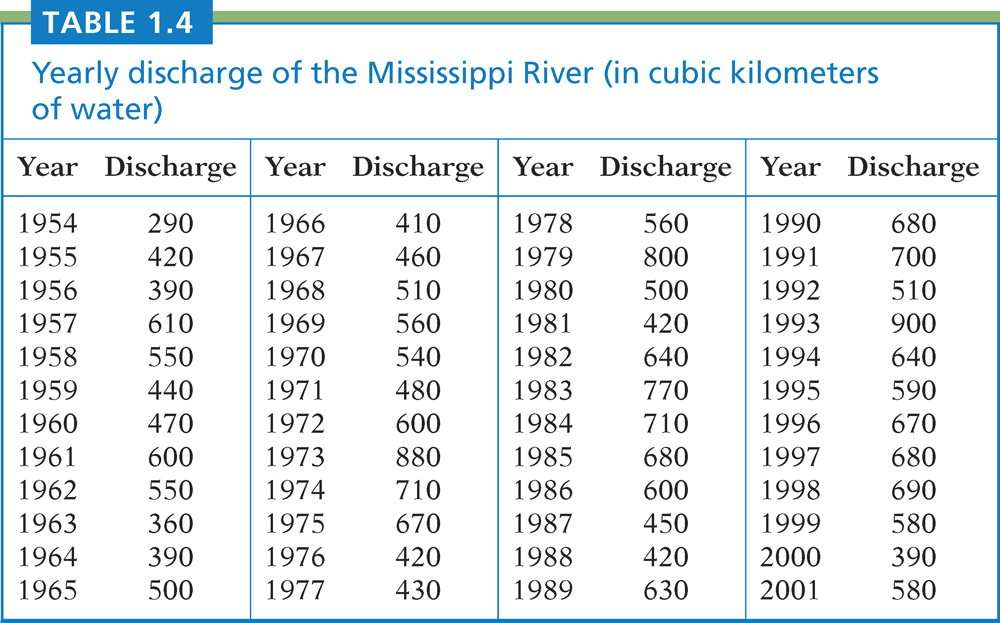 TABLE 1.4
Yearly discharge of the Mississippi River (in cubic kilometers
of water)
Year Discharge Year Discharge Year Discharge Year Discharge
1954 290 1966 410 1978 560 1990 680
1955 420 1967 460 1979 800 1991 700
1956 390 1968 510 1980 500 1992 510
1957 610 1969 560 1981 420 1993 900
1958 550 1970 540 1982 640 1994 640
1959 440 1971 480 1983 770 1995 590
1960 470 1972 600 1984 710 1996 670
1961 600 1973 880 1985 680 1997 680
1962 550 1974 710 1986 600 1998 690
1963 360 1975 670 1987 450 1999 580
1964 390 1976 420 1988 420 2000 390
1965 500 1977 430 1989 630 2001 580